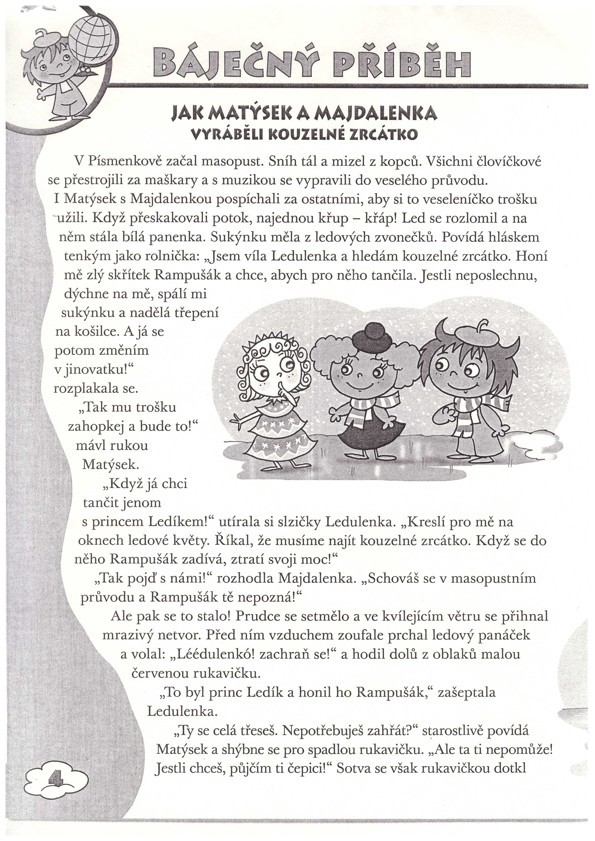 BÁJEČNÝ PŘÍBĚH
JAK MATÝSEK A MAJDALENKA
VYRÁBĚLI KOUZELNÉ ZRCÁTKO
V Písmenkově začal masopust. Sníh tál a mizel z kopců. Všichni človíčkové
se přestrojili za maškary a s muzikou se vypravili do veselého průvodu.
I Matýsek s Majdalenkou pospíchali za ostatními, aby si to veseleníčko trošku
užili. Když přeskakovali potok, najednou křup – křáp! Led se rozlomil a na
něm stála bílá panenka. Sukýnku měla z ledových zvonečků. Povídá hláskem
tenkým jako rolnička: „Jsem víla Ledulenka a hledám kouzelné zrcátko. Honí
mě zlý skřítek Rampušák a chce, abych pro něho tančila. Jestli neposlechnu,
dýchne na mě, spálí mi
sukýnku a nadělá třepení
na košilce. A já se
potom změním
v jinovatku!“
rozplakala se.
„Tak mu trošku
zahopkej a bude to!“
mávl rukou
Matýsek.
„Když já chci
tančit jenom
s princem Ledíkem!“ utírala si slzičky Ledulenka. „Kreslí pro mě na
oknech ledové květy. Říkal, že musíme najít kouzelné zrcátko. Když se do
něho Rampušák zadívá, ztratí svoji moc!“
„Tak pojď s námi!“ rozhodla Majdalenka. „Schováš se v masopustním
průvodu a Rampušák tě nepozná!“
Ale pak se to stalo! Prudce se setmělo a ve kvílejícím větru se přihnal
mrazivý netvor. Před ním vzduchem zoufale prchal ledový panáček
a volal: „Léédulenkó! zachraň se!“ a hodil dolů z oblaků malou
červenou rukavičku.
„To byl princ Ledík a honil ho Rampušák,“ zašeptala
Ledulenka.
„Ty se celá třeseš. Nepotřebuješ zahřát?“ starostlivě povídá
Matýsek a shýbne se pro spadlou rukavičku. „Ale ta ti nepomůže!
Jestli chceš, půjčím ti čepici!“ Sotva se však rukavičkou dotkl
4